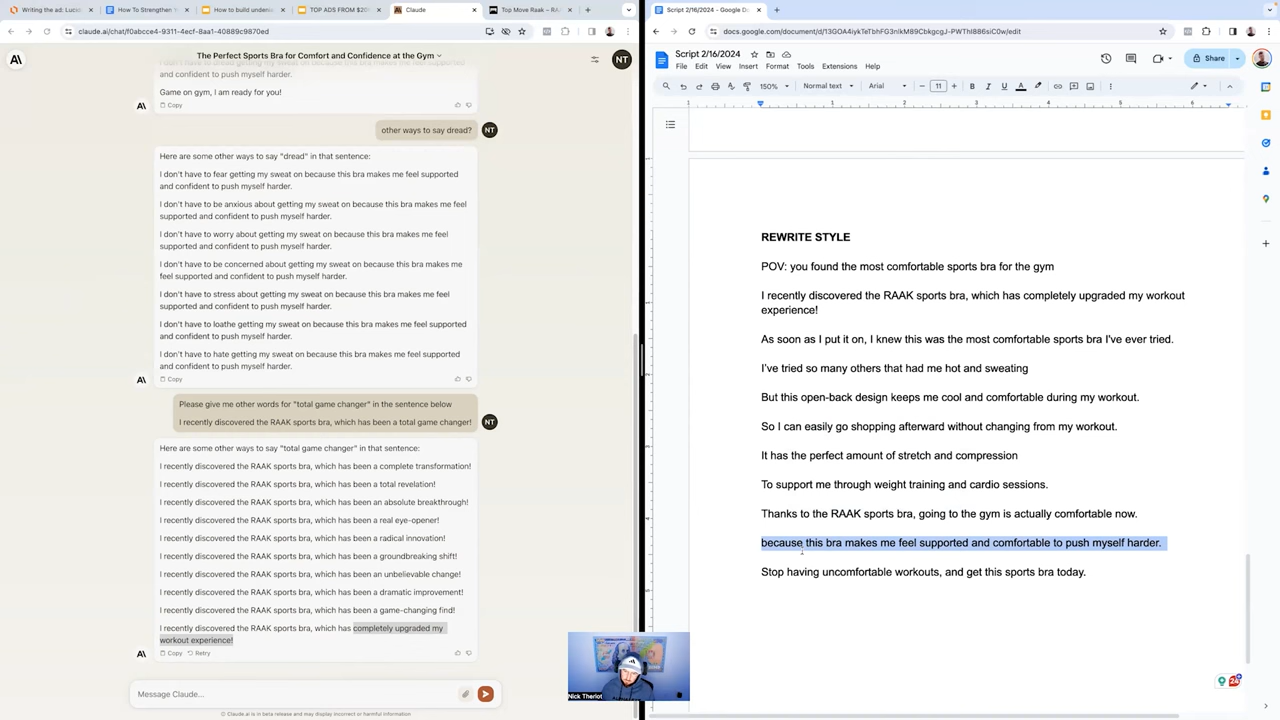 Writing the ad: Lucid
How To Strengthen
How to build undenia
TOP ADS FROM $20
Claude
Top Move Raak – RA
Script 2/16/2024 - Google Do
claude.ai/chat/f0abcce4-9311-4ecf-8aa1-40889c9870ed
docs.google.com/document/d/13GOA4iykTeTbhFG3nIkM89CbkgcgJ-PWThI886siC0w/edit
The Perfect Sports Bra for Comfort and Confidence at the Gym
NT
Script 2/16/2024
File Edit View Insert Format Tools Extensions Help
Share
150% Normal text Arial 11
and confident to push myself harder.
Game on gym, I am ready for you!
Copy
other ways to say dread?
NT
Here are some other ways to say "dread" in that sentence:
I don't have to fear getting my sweat on because this bra makes me feel supported
and confident to push myself harder.
I don't have to be anxious about getting my sweat on because this bra makes me feel
supported and confident to push myself harder.
I don't have to worry about getting my sweat on because this bra makes me feel
supported and confident to push myself harder.
I don't have to be concerned about getting my sweat on because this bra makes me
feel supported and confident to push myself harder.
I don't have to stress about getting my sweat on because this bra makes me feel
supported and confident to push myself harder.
I don't have to loathe getting my sweat on because this bra makes me feel supported
and confident to push myself harder.
I don't have to hate getting my sweat on because this bra makes me feel supported
and confident to push myself harder.
Copy
Please give me other words for "total game changer" in the sentence below
I recently discovered the RAAK sports bra, which has been a total game changer!
NT
Here are some other ways to say "total game changer" in that sentence:
I recently discovered the RAAK sports bra, which has been a complete transformation!
I recently discovered the RAAK sports bra, which has been a total revelation!
I recently discovered the RAAK sports bra, which has been an absolute breakthrough!
I recently discovered the RAAK sports bra, which has been a real eye-opener!
I recently discovered the RAAK sports bra, which has been a radical innovation!
I recently discovered the RAAK sports bra, which has been a groundbreaking shift!
I recently discovered the RAAK sports bra, which has been an unbelievable change!
I recently discovered the RAAK sports bra, which has been a dramatic improvement!
I recently discovered the RAAK sports bra, which has been a game-changing find!
I recently discovered the RAAK sports bra, which has completely upgraded my
workout experience!
Copy Retry
Message Claude...
Claude.ai is in beta release and may display incorrect or harmful information
REWRITE STYLE
POV: you found the most comfortable sports bra for the gym
I recently discovered the RAAK sports bra, which has completely upgraded my workout
experience!
As soon as I put it on, I knew this was the most comfortable sports bra I've ever tried.
I've tried so many others that had me hot and sweating
But this open-back design keeps me cool and comfortable during my workout.
So I can easily go shopping afterward without changing from my workout.
It has the perfect amount of stretch and compression
To support me through weight training and cardio sessions.
Thanks to the RAAK sports bra, going to the gym is actually comfortable now.
because this bra makes me feel supported and comfortable to push myself harder.
Stop having uncomfortable workouts, and get this sports bra today.
Nick Theriot